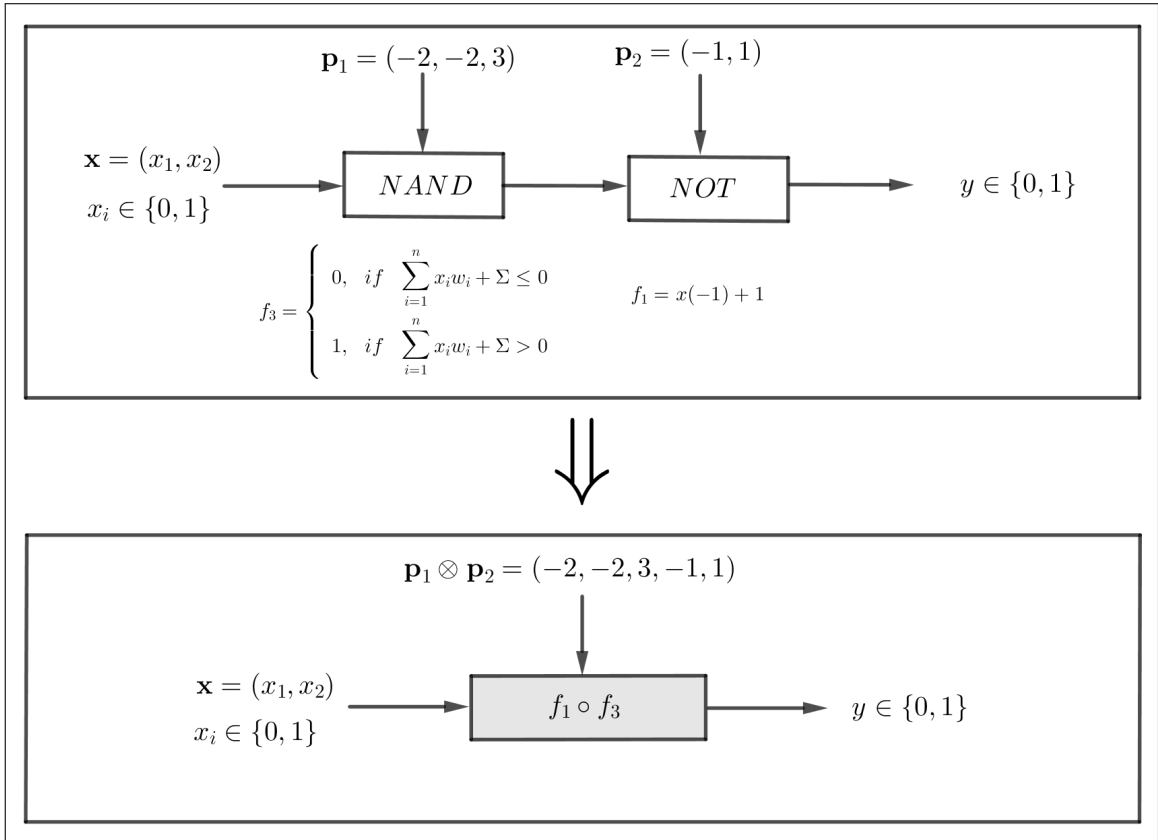 𝐩₁ = (−2, −2, 3)
𝐩₂ = (−1, 1)
𝐱 = (x₁, x₂)
xᵢ ∈ {0, 1}
NAND
NOT
y ∈ {0, 1}
f₃ = { 0, if ∑ᵢ₌₁ⁿ xᵢwᵢ + Σ ≤ 0
1, if ∑ᵢ₌₁ⁿ xᵢwᵢ + Σ > 0
f₁ = x(−1) + 1
⇓
𝐩₁ ⊗ 𝐩₂ = (−2, −2, 3, −1, 1)
𝐱 = (x₁, x₂)
xᵢ ∈ {0, 1}
f₁ ∘ f₃
y ∈ {0, 1}